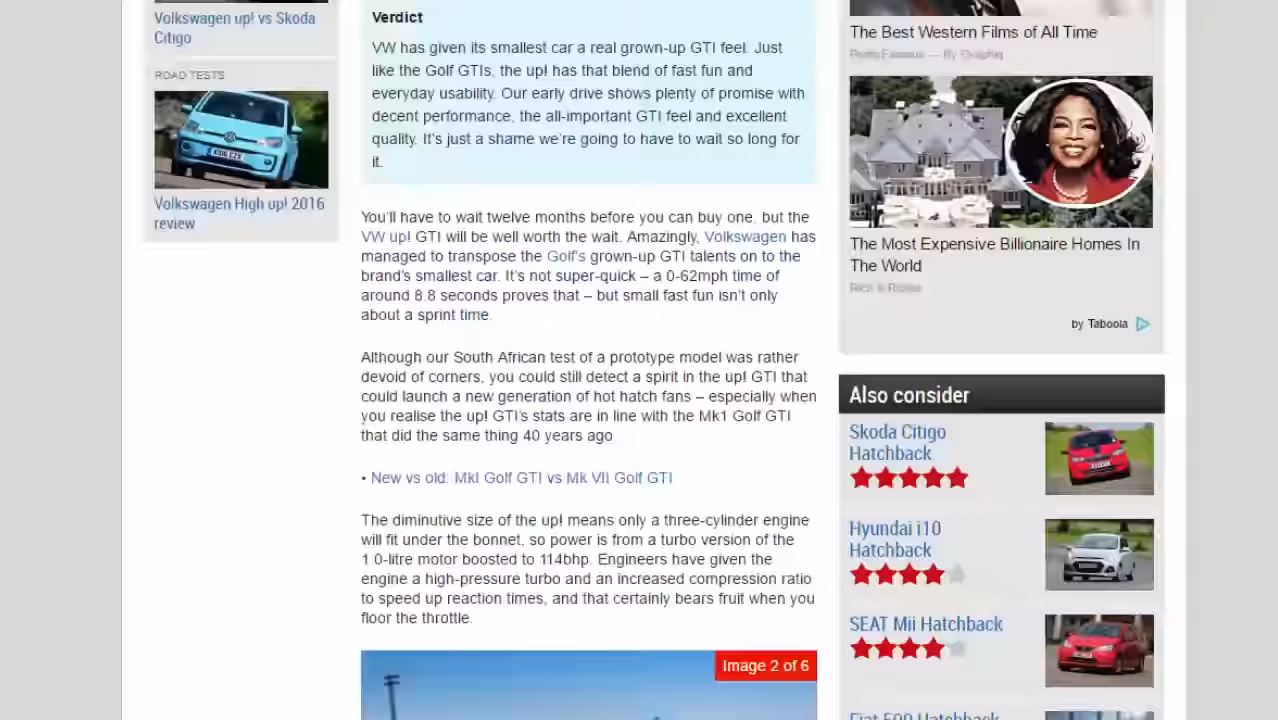 Volkswagen up! vs Skoda
Citigo
ROAD TESTS
Volkswagen High up! 2016
review
Verdict
VW has given its smallest car a real grown-up GTI feel. Just
like the Golf GTIs, the up! has that blend of fast fun and
everyday usability. Our early drive shows plenty of promise with
decent performance, the all-important GTI feel and excellent
quality. It's just a shame we're going to have to wait so long for
it.
You'll have to wait twelve months before you can buy one, but the
VW up! GTI will be well worth the wait. Amazingly, Volkswagen has
managed to transpose the Golf's grown-up GTI talents on to the
brand's smallest car. It's not super-quick – a 0-62mph time of
around 8.8 seconds proves that – but small fast fun isn't only
about a sprint time.
Although our South African test of a prototype model was rather
devoid of corners, you could still detect a spirit in the up! GTI that
could launch a new generation of hot hatch fans – especially when
you realise the up! GTI's stats are in line with the Mk1 Golf GTI
that did the same thing 40 years ago.
• New vs old: MkI Golf GTI vs Mk VII Golf GTI
The diminutive size of the up! means only a three-cylinder engine
will fit under the bonnet, so power is from a turbo version of the
1.0-litre motor boosted to 114bhp. Engineers have given the
engine a high-pressure turbo and an increased compression ratio
to speed up reaction times, and that certainly bears fruit when you
floor the throttle.
Image 2 of 6
The Best Western Films of All Time
The Most Expensive Billionaire Homes In
The World
by Taboola
Also consider
Skoda Citigo
Hatchback
Hyundai i10
Hatchback
SEAT Mii Hatchback
Fiat 500 Hatchback